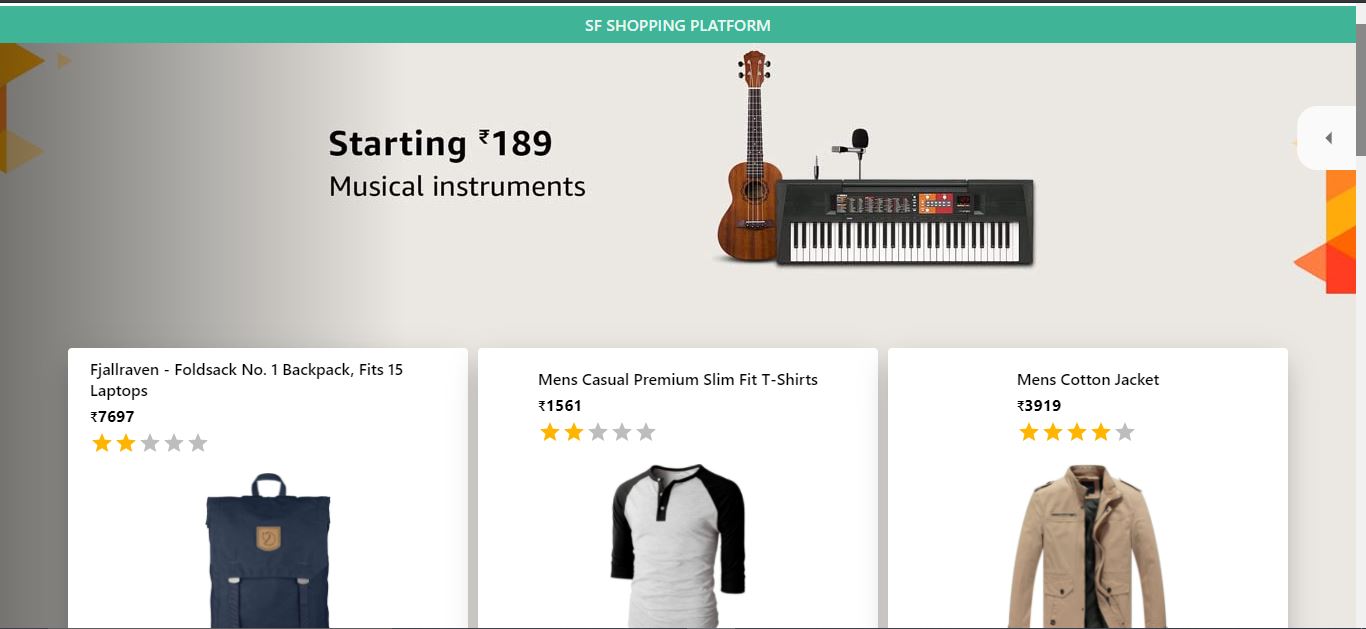 SF SHOPPING PLATFORM
Starting ₹189
Musical instruments
Fjallraven - Foldsack No. 1 Backpack, Fits 15
Laptops
₹7697
Mens Casual Premium Slim Fit T-Shirts
₹1561
Mens Cotton Jacket
₹3919